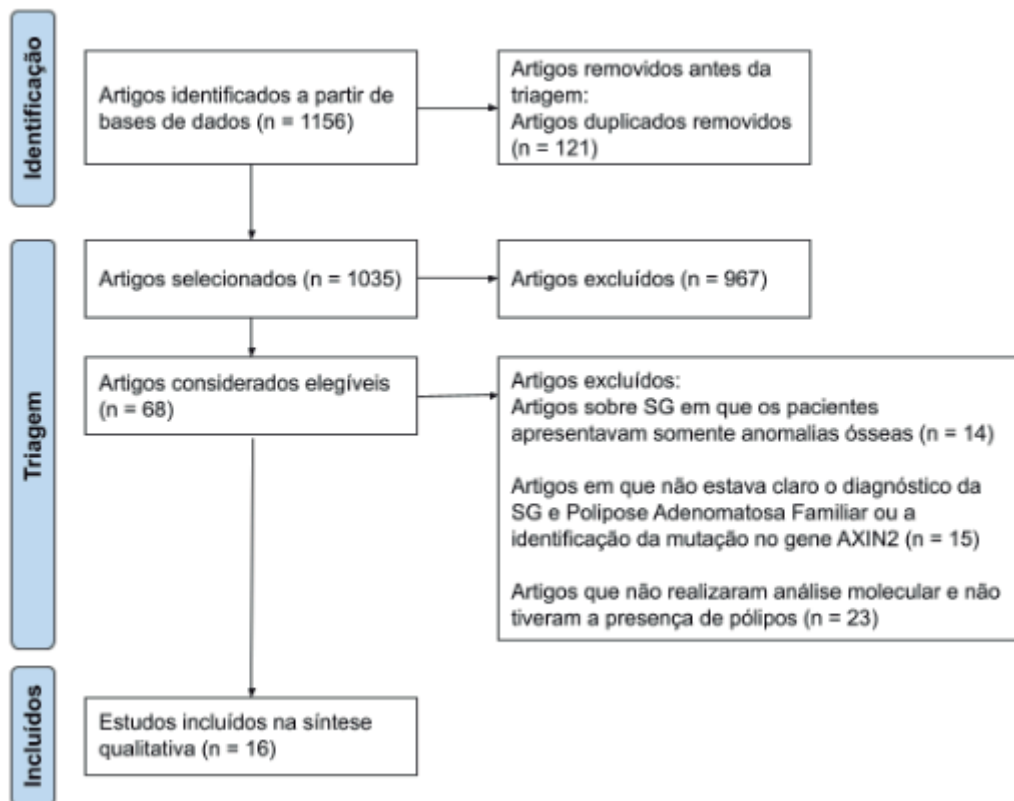 Identificação
Artigos identificados a partir de
bases de dados (n = 1156)
Artigos removidos antes da
triagem:
Artigos duplicados removidos
(n = 121)
Triagem
Artigos selecionados (n = 1035)
Artigos excluídos (n = 967)
Artigos considerados elegíveis
(n = 68)
Artigos excluídos:
Artigos sobre SG em que os pacientes
apresentavam somente anomalias ósseas (n = 14)
Artigos em que não estava claro o diagnóstico da
SG e Polipose Adenomatosa Familiar ou a
identificação da mutação no gene AXIN2 (n = 15)
Artigos que não realizaram análise molecular e não
tiveram a presença de pólipos (n = 23)
Incluídos
Estudos incluídos na síntese
qualitativa (n = 16)